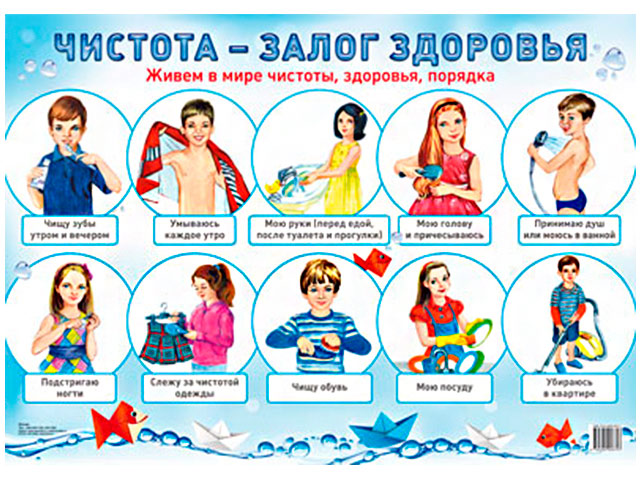 ЧИСТОТА – ЗАЛОГ ЗДОРОВЬЯ
Живем в мире чистоты, здоровья, порядка
Чищу зубы
утром и вечером
Умываюсь
каждое утро
Мою руки (перед едой,
после туалета и прогулки)
Мою голову
и причесываюсь
Принимаю душ
или моюсь в ванной
Подстригаю
ногти
Слежу за чистотой
одежды
Чищу обувь
Мою посуду
Убираюсь
в квартире